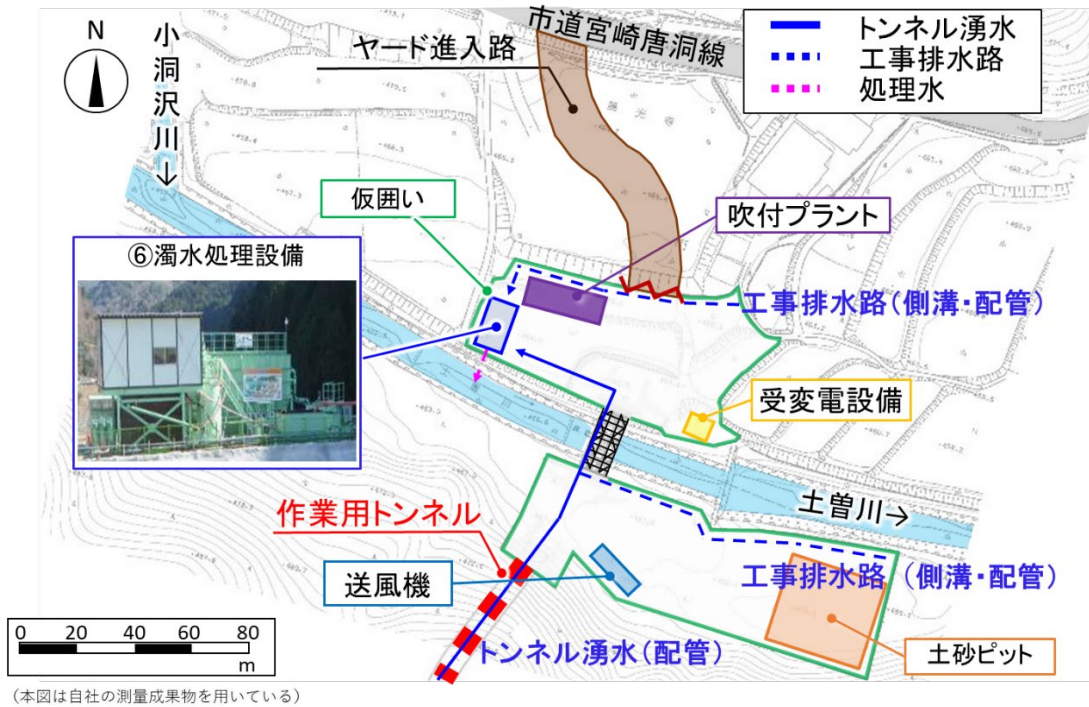 N
小洞沢川→
ヤード進入路
市道宮崎唐洞線
トンネル湧水
工事排水路
処理水
仮囲い
吹付プラント
⑥濁水処理設備
工事排水路(側溝・配管)
受変電設備
土曽川→
作業用トンネル
送風機
工事排水路 (側溝・配管)
トンネル湧水(配管)
土砂ピット
0 20 40 60 80
m
(本図は自社の測量成果物を用いている)